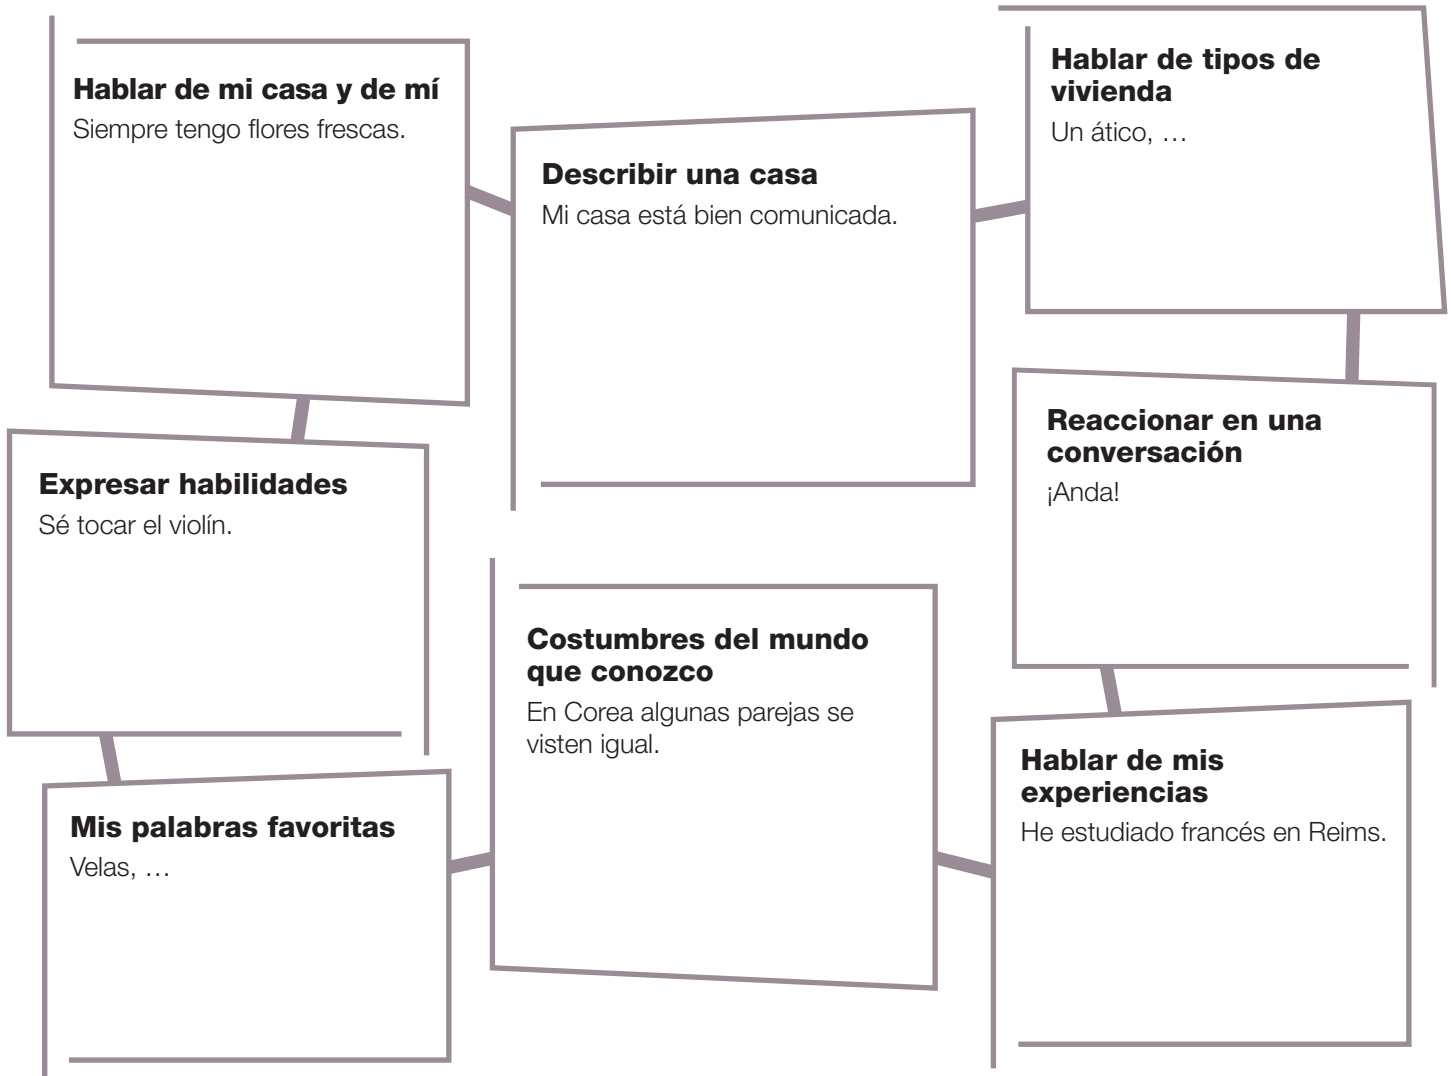 Hablar de mi casa y de mí
Siempre tengo flores frescas.
Describir una casa
Mi casa está bien comunicada.
Hablar de tipos de
vivienda
Un ático, …
Expresar habilidades
Sé tocar el violín.
Reaccionar en una
conversación
¡Anda!
Costumbres del mundo
que conozco
En Corea algunas parejas se
visten igual.
Mis palabras favoritas
Velas, …
Hablar de mis
experiencias
He estudiado francés en Reims.